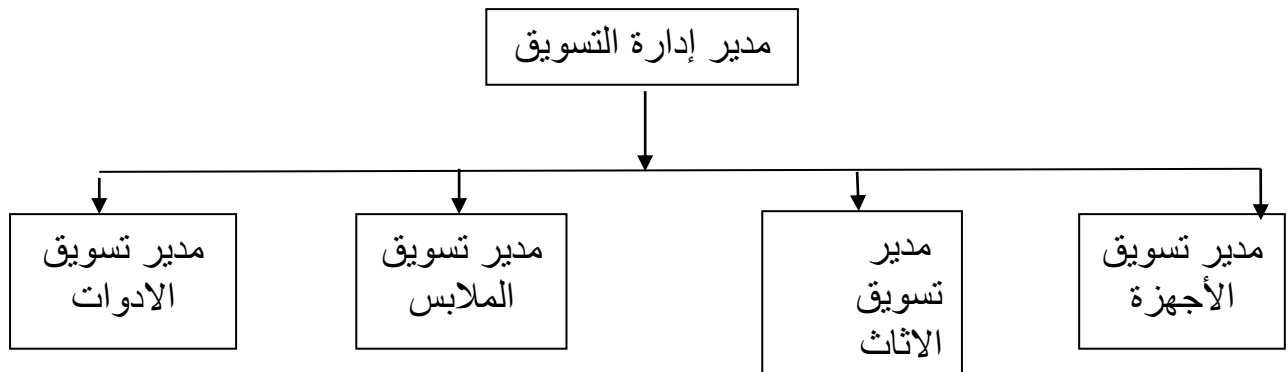 مدير إدارة التسويق
مدير تسويق
الأجهزة
مدير
تسويق
الاثاث
مدير تسويق
الملابس
مدير تسويق
الادوات